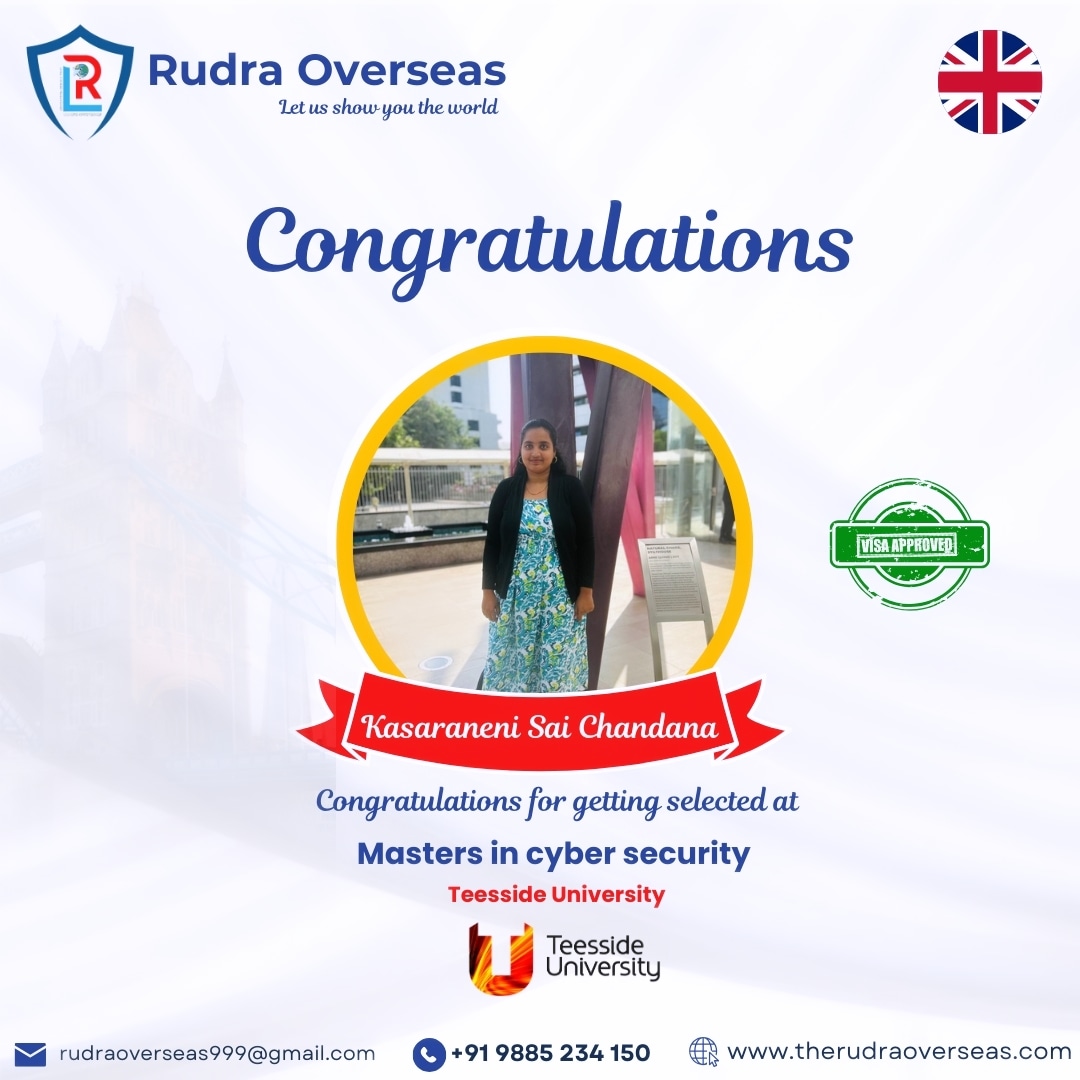 Rudra Overseas
Let us show you the world
Congratulations
VISA APPROVED
Kasaraneni Sai Chandana
Congratulations for getting selected at
Masters in cyber security
Teesside University
Teesside
University
rudraoverseas999@gmail.com
+91 9885 234 150
www.therudraoverseas.com